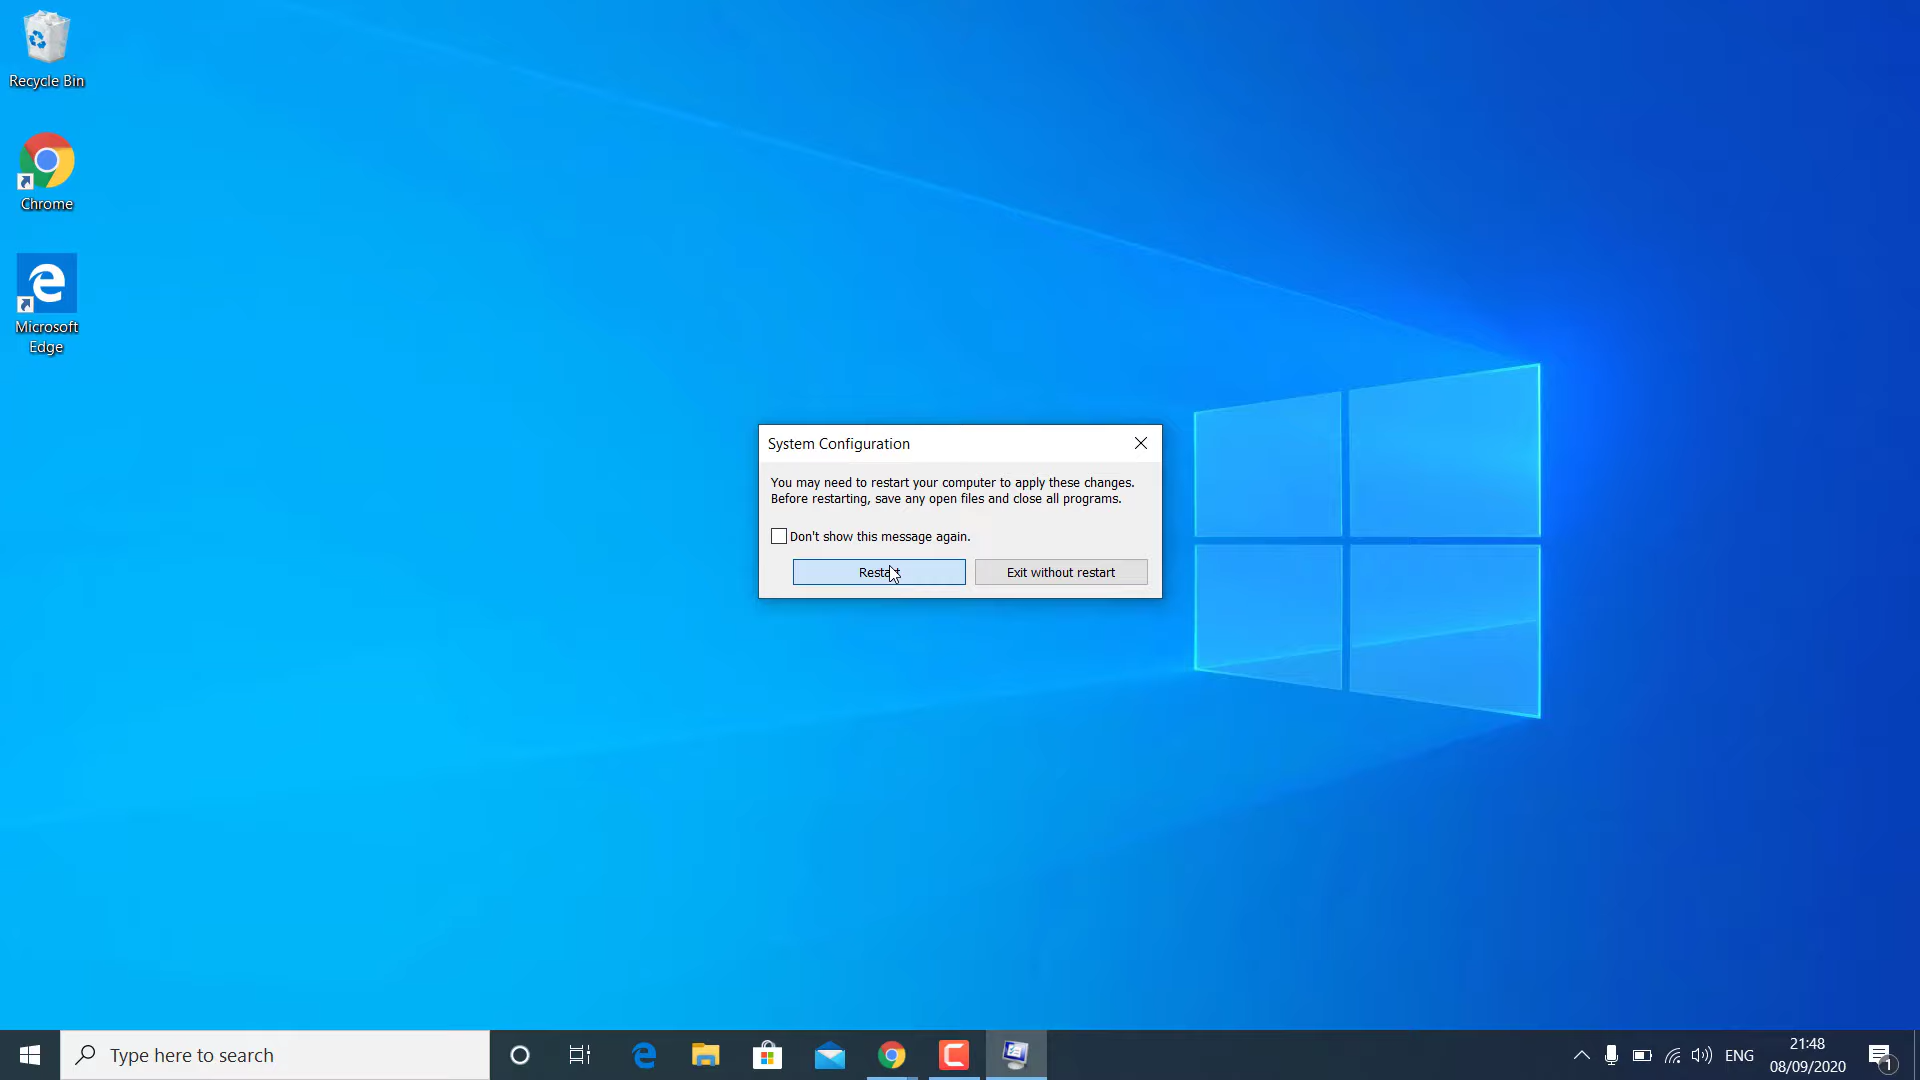 Recycle Bin
Chrome
Microsoft
Edge
System Configuration
You may need to restart your computer to apply these changes.
Before restarting, save any open files and close all programs.
Don't show this message again.
Restart
Exit without restart
Type here to search
ENG
21:48
08/09/2020
1